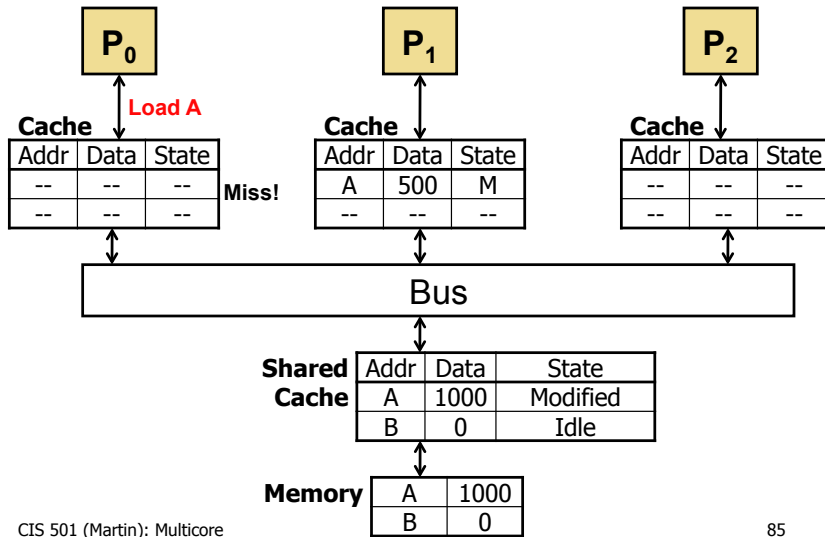 P0 P1 P2
Load A
Cache Cache Cache
Addr Data State Addr Data State Addr Data State
-- -- -- Miss! A 500 M -- -- --
-- -- -- -- -- -- -- -- --
Bus
Shared Addr Data State
Cache A 1000 Modified
B 0 Idle
Memory A 1000
B 0
CIS 501 (Martin): Multicore 85